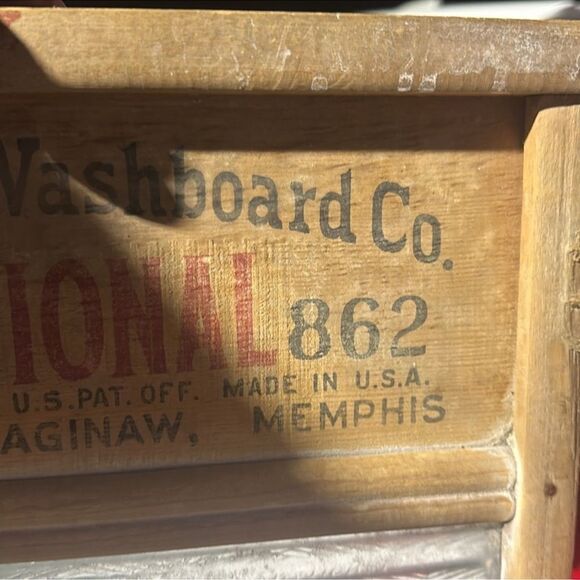 Washboard Co.
IONAL 862
U.S. PAT. OFF. MADE IN U.S.A.
AGINAW, MEMPHIS